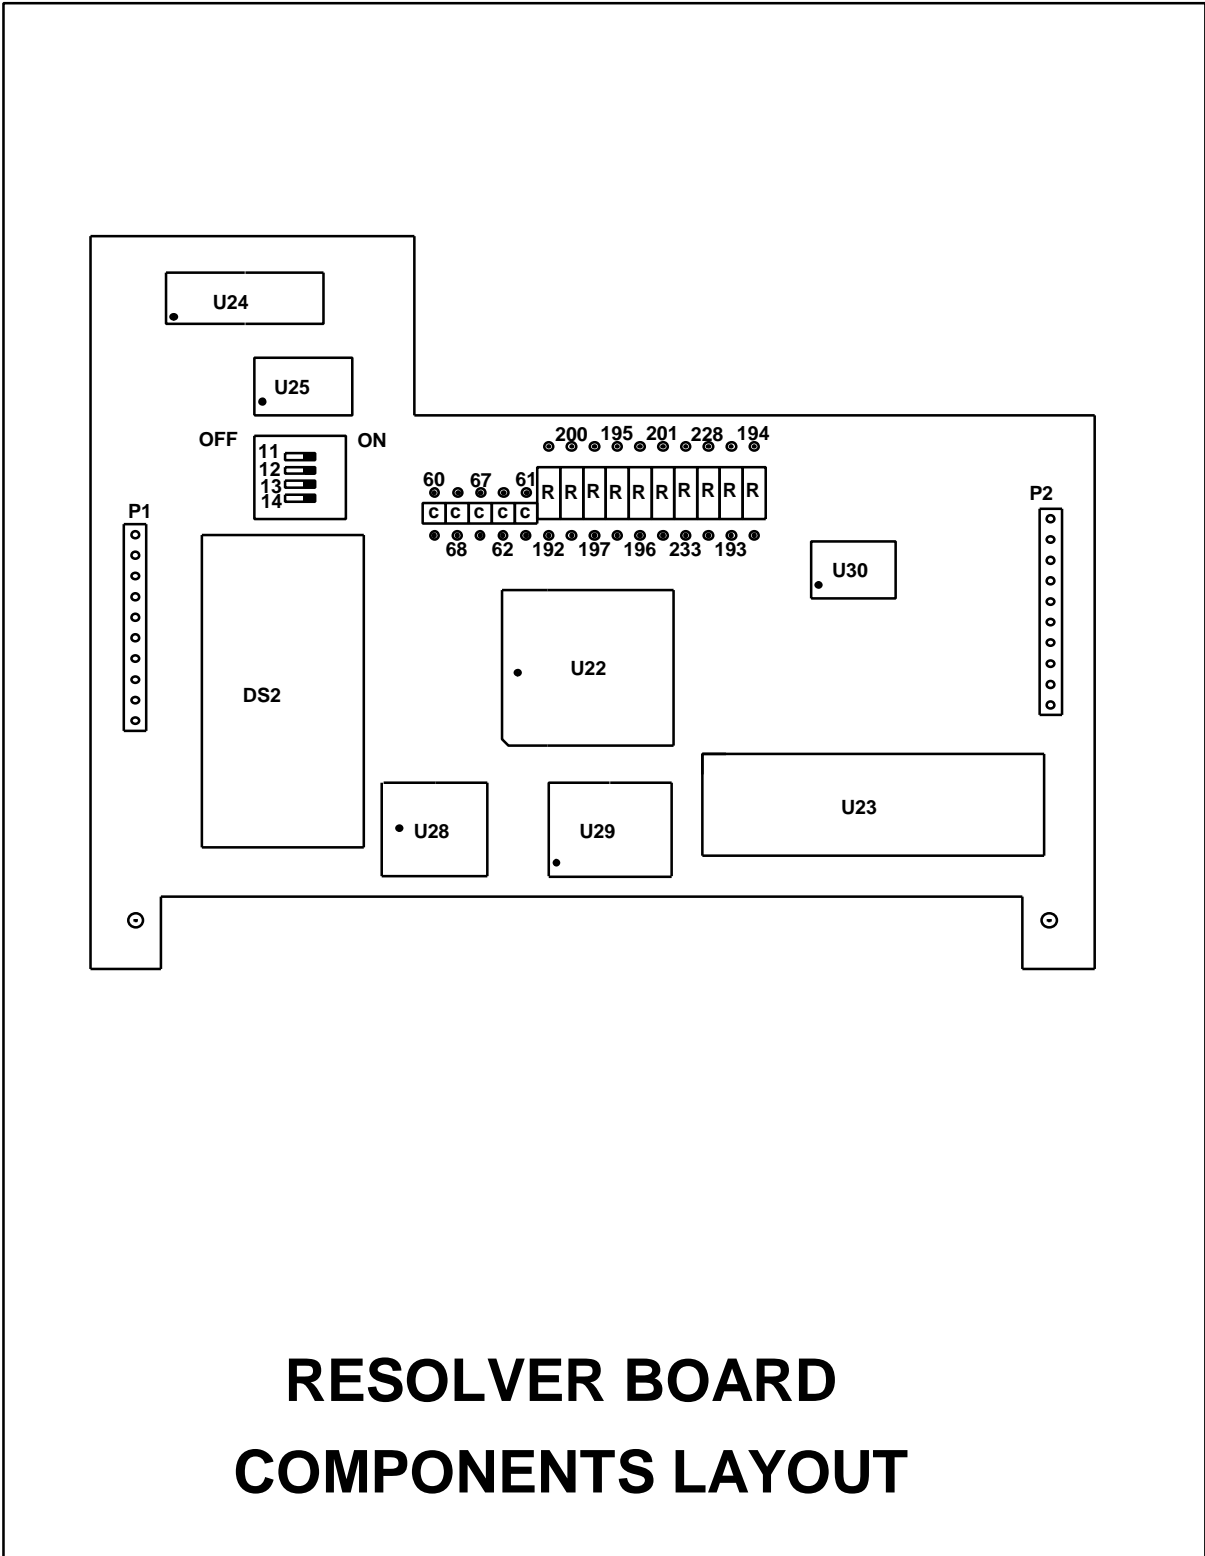 U24
U25
OFF ON
11
12
13
14
200 195 201 228 194
60 67 61
R R R R R R R R R R
C C C C C
68 62 192 197 196 233 193
P1
P2
U30
U22
DS2
U28
U29
U23
RESOLVER BOARD
COMPONENTS LAYOUT